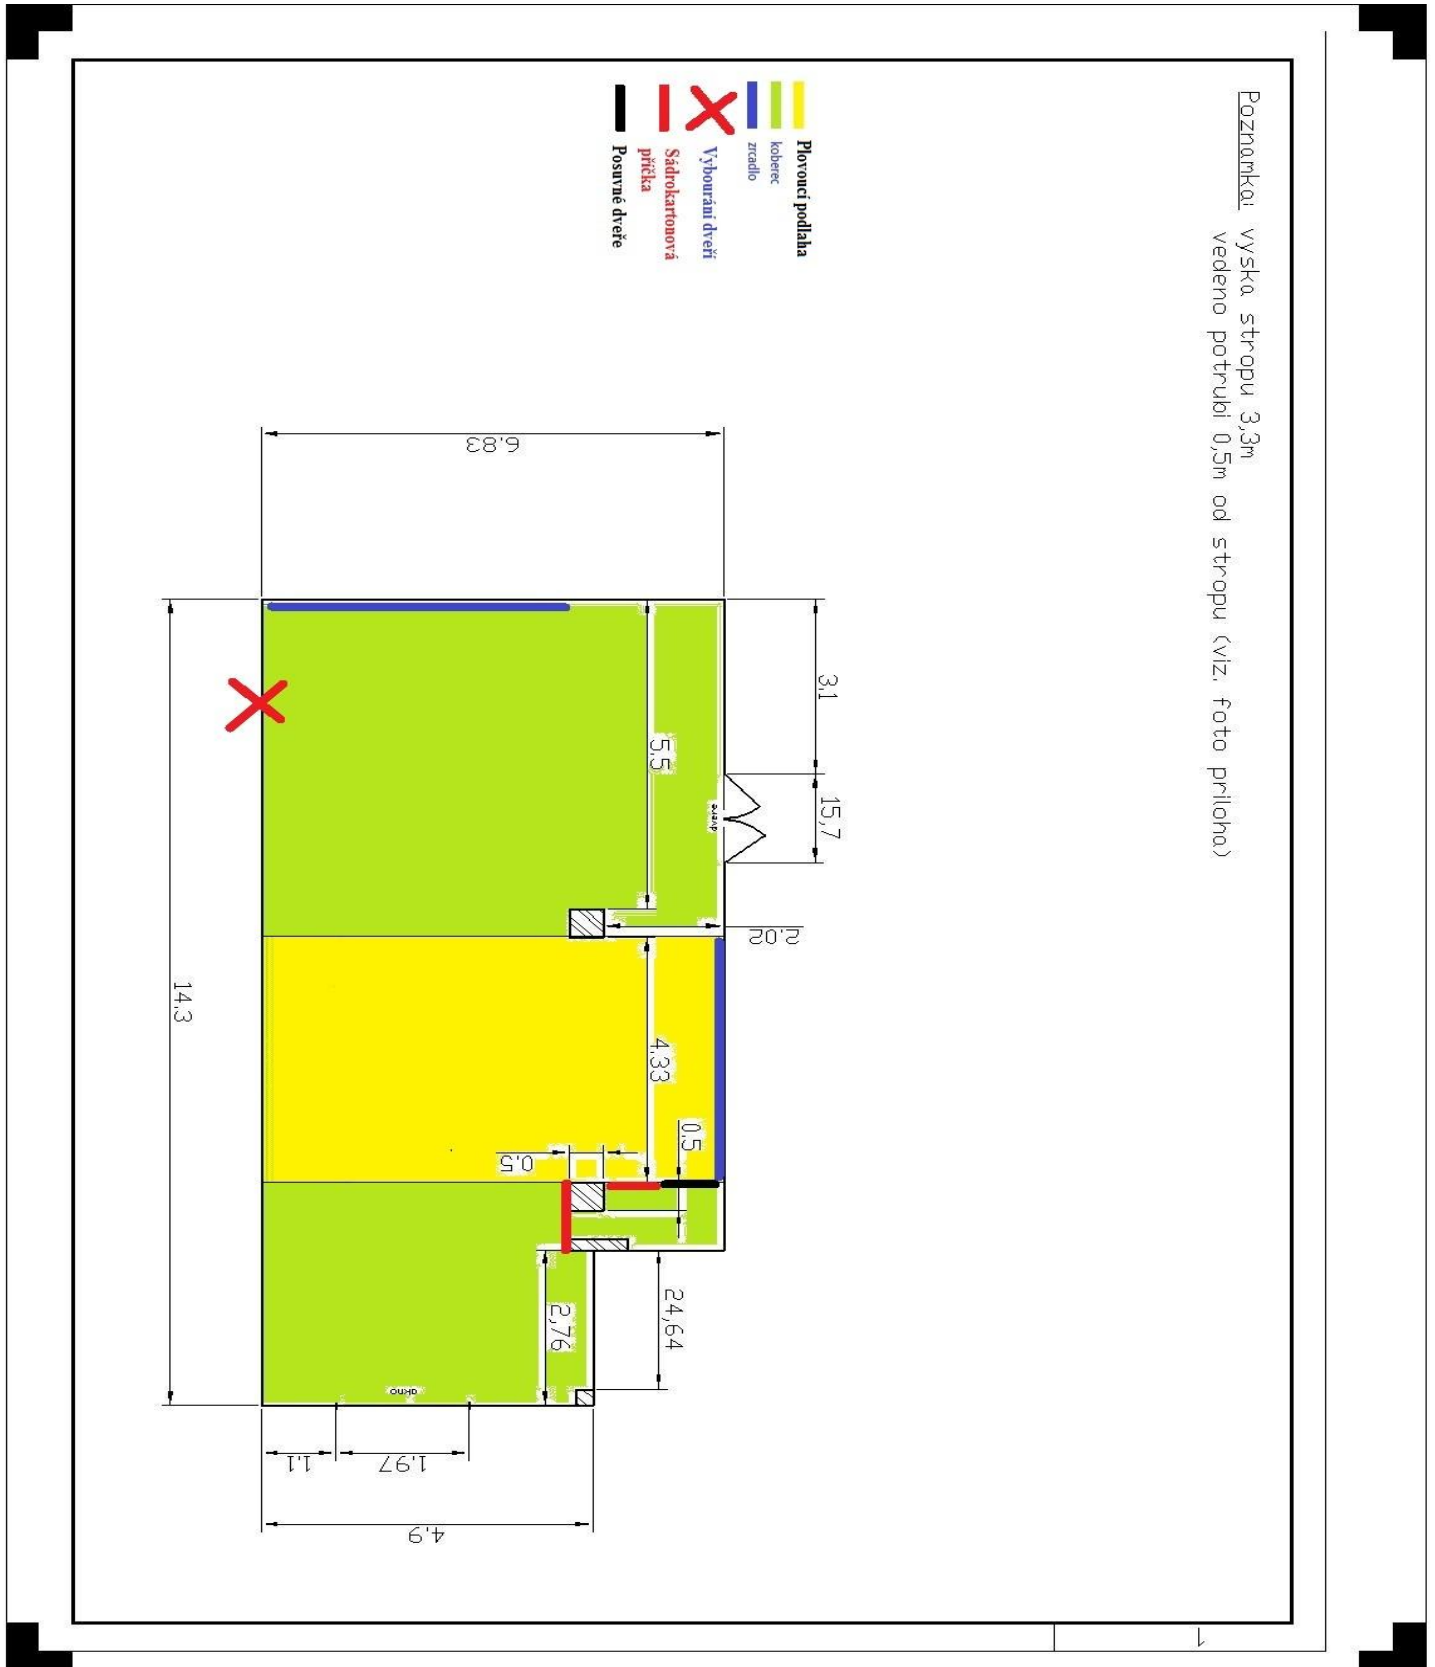 Poznamka: vyska stropu 3,3m
vedeno potrubi 0,5m od stropu (viz. foto priloha)
Plovoucí podlaha
koberec
zrcadlo
Vybourání dveří
Sádrokartonová
příčka
Posuvné dveře
6.83
3,1
15,7
5,5
dvere
2.02
14,3
4,33
0,5
0.5
24,64
2,76
okno
1.1
1.97
4.9
1